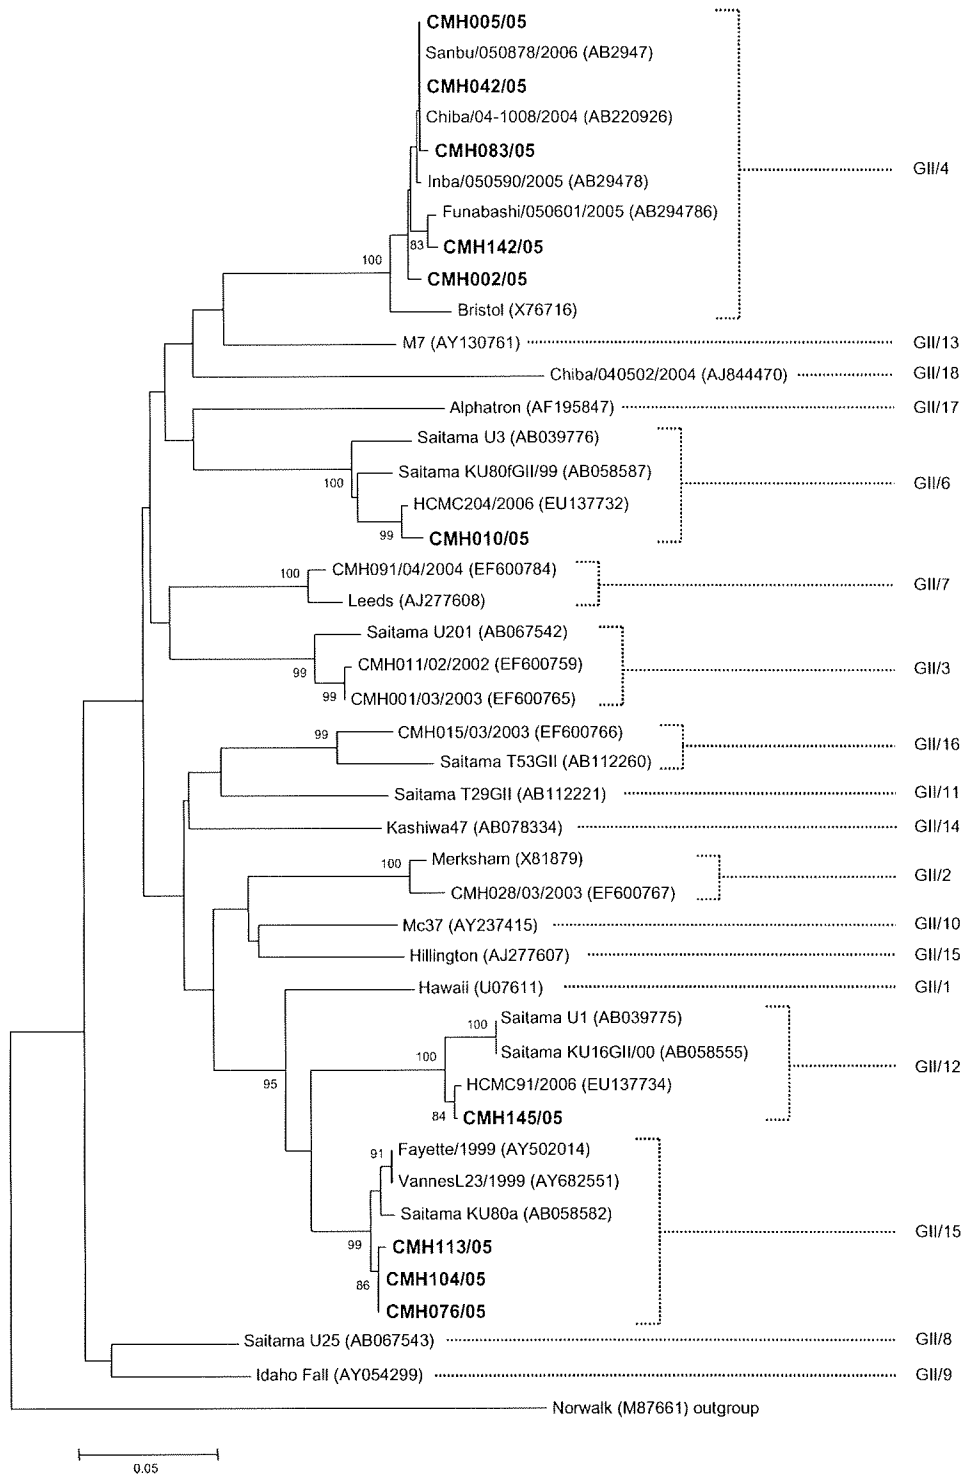 CMH005/05
Sanbu/050878/2006 (AB2947)
CMH042/05
Chiba/04-1008/2004 (AB220926)
CMH083/05
GII/4
Inba/050590/2005 (AB29478)
Funabashi/050601/2005 (AB294786)
83
CMH142/05
100
CMH002/05
Bristol (X76716)
M7 (AY130761)
GII/13
Chiba/040502/2004 (AJ844470)
GII/18
Alphatron (AF195847)
GII/17
Saitama U3 (AB039776)
Saitama KU80fGII/99 (AB058587)
100
GII/6
HCMC204/2006 (EU137732)
99
CMH010/05
100
CMH091/04/2004 (EF600784)
GII/7
Leeds (AJ277608)
Saitama U201 (AB067542)
CMH011/02/2002 (EF600759)
99
GII/3
99
CMH001/03/2003 (EF600765)
99
CMH015/03/2003 (EF600766)
GII/16
Saitama T53GII (AB112260)
Saitama T29GII (AB112221)
GII/11
Kashiwa47 (AB078334)
GII/14
100
Merksham (X81879)
GII/2
CMH028/03/2003 (EF600767)
Mc37 (AY237415)
GII/10
Hillington (AJ277607)
GII/15
Hawaii (U07611)
GII/1
100
Saitama U1 (AB039775)
100
Saitama KU16GII/00 (AB058555)
GII/12
95
HCMC91/2006 (EU137734)
84
CMH145/05
91
Fayette/1999 (AY502014)
VannesL23/1999 (AY682551)
Saitama KU80a (AB058582)
GII/15
99
CMH113/05
86
CMH104/05
CMH076/05
Saitama U25 (AB067543)
GII/8
Idaho Fall (AY054299)
GII/9
Norwalk (M87661) outgroup
0.05